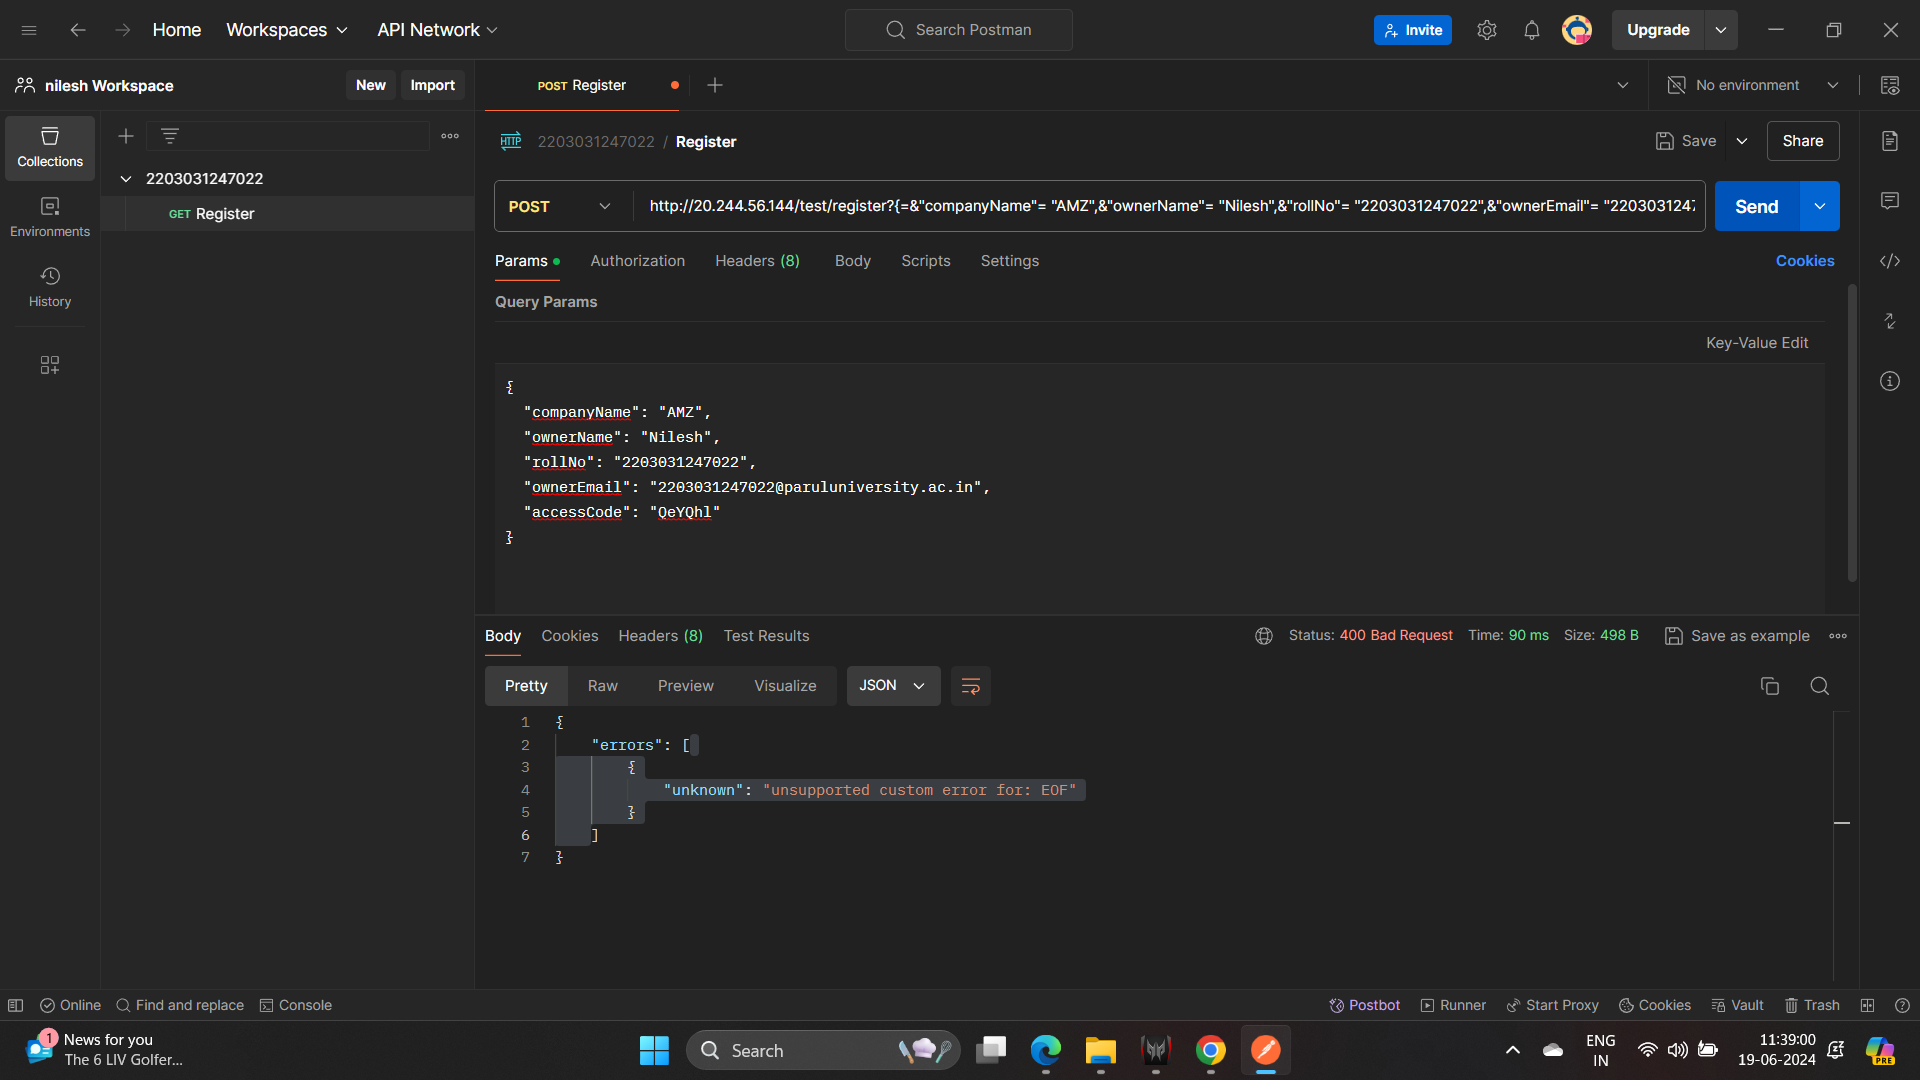 Home
Workspaces
API Network
Search Postman
Invite
Upgrade
nilesh Workspace
New
Import
POST Register
No environment
Collections
Environments
History
2203031247022
GET Register
HTTP
2203031247022 / Register
Save
Share
POST
http://20.244.56.144/test/register?{=&"companyName"= "AMZ",&"ownerName"= "Nilesh",&"rollNo"= "2203031247022",&"ownerEmail"= "220303124
Send
Params
Authorization
Headers (8)
Body
Scripts
Settings
Cookies
Query Params
Key-Value Edit
{
"companyName": "AMZ",
"ownerName": "Nilesh",
"rollNo": "2203031247022",
"ownerEmail": "2203031247022@paruluniversity.ac.in",
"accessCode": "QeYQhl"
}
Body
Cookies
Headers (8)
Test Results
Status: 400 Bad Request
Time: 90 ms
Size: 498 B
Save as example
Pretty
Raw
Preview
Visualize
JSON
1 {
2 "errors": [
3 {
4 "unknown": "unsupported custom error for: EOF"
5 }
6 ]
7 }
Online
Find and replace
Console
Postbot
Runner
Start Proxy
Cookies
Vault
Trash
1
News for you
The 6 LIV Golfer...
Search
ENG
IN
11:39:00
19-06-2024
PRE